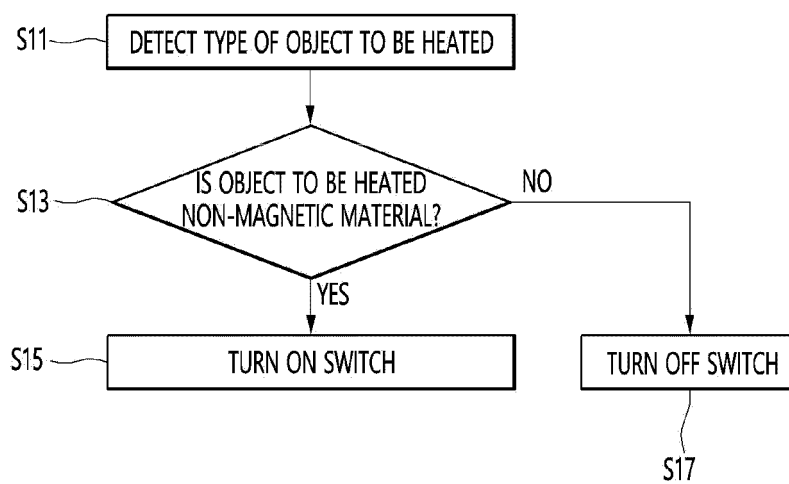 S11
DETECT TYPE OF OBJECT TO BE HEATED
S13
IS OBJECT TO BE HEATED
NON-MAGNETIC MATERIAL?
NO
YES
S15
TURN ON SWITCH
TURN OFF SWITCH
S17